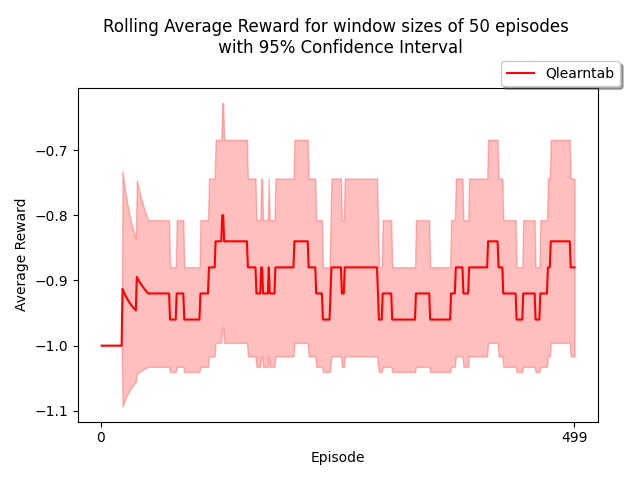 Rolling Average Reward for window sizes of 50 episodes
with 95% Confidence Interval
Qlearntab
−0.7
−0.8
−0.9
−1.0
−1.1
Average Reward
0
499
Episode